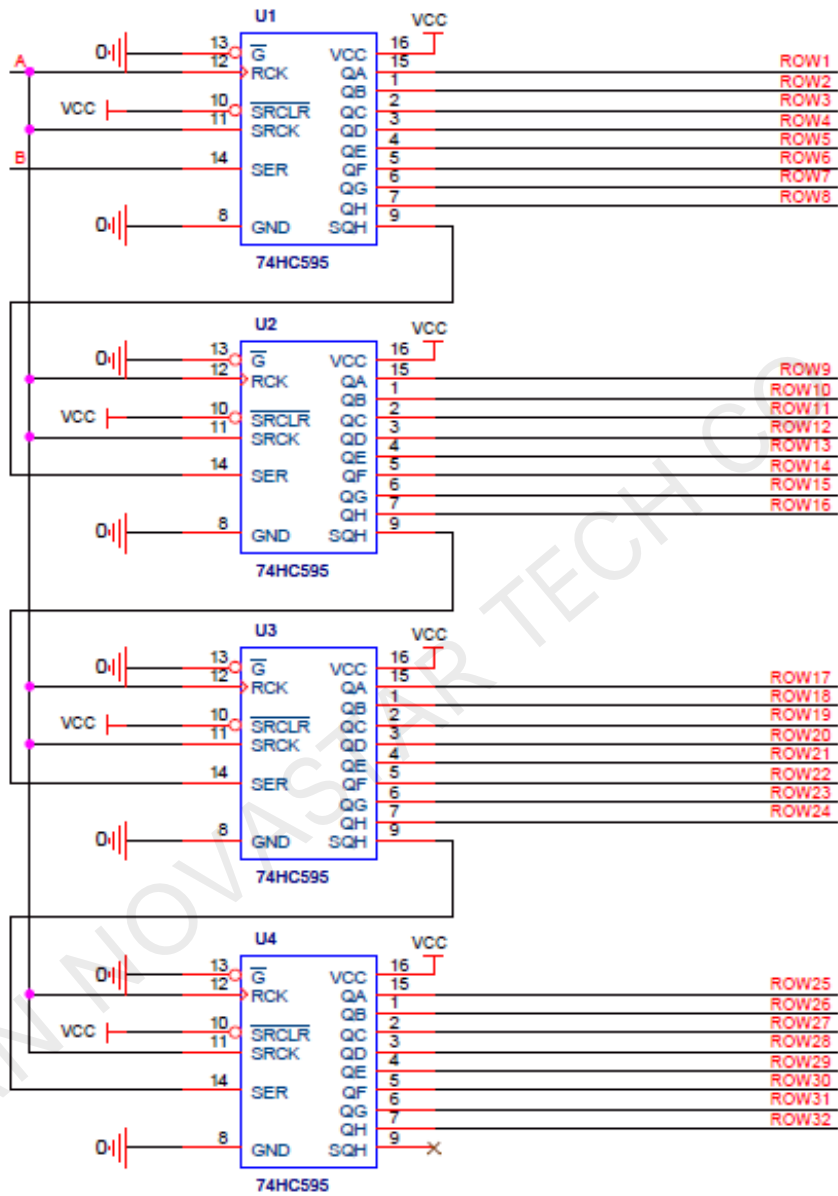 U1
VCC
0 13 G VCC 16
A 12 RCK QA 15 ROW1
QB 1 ROW2
VCC 10 SRCLR QC 2 ROW3
11 SRCK QD 3 ROW4
QE 4 ROW5
B 14 SER QF 5 ROW6
QG 6 ROW7
QH 7 ROW8
0 8 GND SQH 9
74HC595
U2
VCC
0 13 G VCC 16
12 RCK QA 15 ROW9
QB 1 ROW10
VCC 10 SRCLR QC 2 ROW11
11 SRCK QD 3 ROW12
QE 4 ROW13
14 SER QF 5 ROW14
QG 6 ROW15
QH 7 ROW16
0 8 GND SQH 9
74HC595
U3
VCC
0 13 G VCC 16
12 RCK QA 15 ROW17
QB 1 ROW18
VCC 10 SRCLR QC 2 ROW19
11 SRCK QD 3 ROW20
QE 4 ROW21
14 SER QF 5 ROW22
QG 6 ROW23
QH 7 ROW24
0 8 GND SQH 9
74HC595
U4
VCC
0 13 G VCC 16
12 RCK QA 15 ROW25
QB 1 ROW26
VCC 10 SRCLR QC 2 ROW27
11 SRCK QD 3 ROW28
QE 4 ROW29
14 SER QF 5 ROW30
QG 6 ROW31
QH 7 ROW32
0 8 GND SQH 9
74HC595
NOVASTAR TECH CO